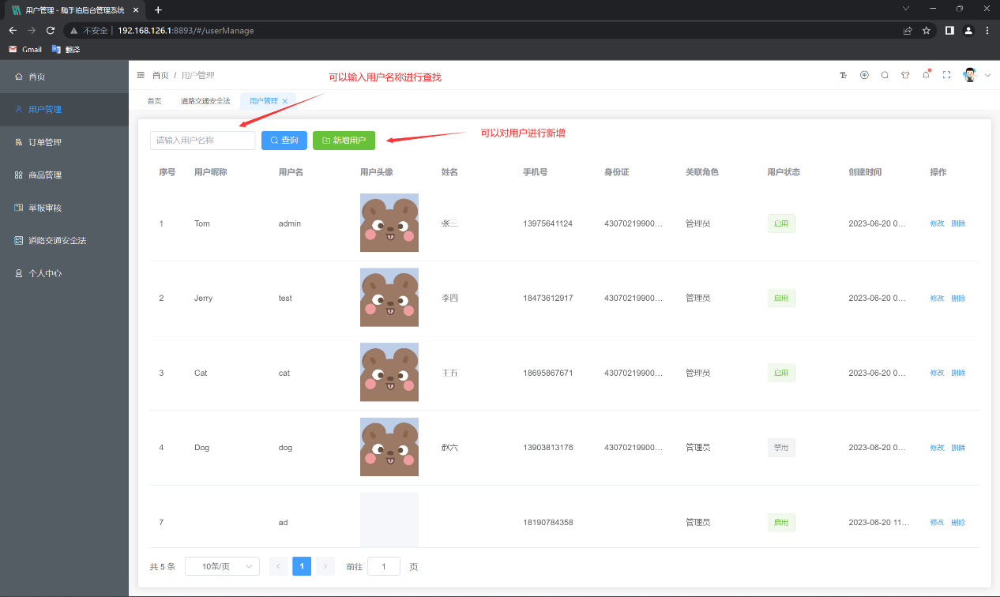 用户管理 - 随手拍后台管理系统
不安全 192.168.126.1:8893/#/userManage
Gmail 翻译
首页
用户管理
订单管理
商品管理
举报审核
道路交通安全法
个人中心
首页 / 用户管理
可以输入用户名称进行查找
首页 道路交通安全法 用户管理
可以对用户进行新增
请输入用户名称 查询 新增用户
序号 用户昵称 用户名 用户头像 姓名 手机号 身份证 关联角色 用户状态 创建时间 操作
1 Tom admin 张三 13975641124 43070219900... 管理员 启用 2023-06-20 0... 修改 删除
2 Jerry test 李四 18473612917 43070219900... 管理员 启用 2023-06-20 0... 修改 删除
3 Cat cat 王五 18695867671 43070219900... 管理员 启用 2023-06-20 0... 修改 删除
4 Dog dog 赵六 13903813176 43070219900... 管理员 禁用 2023-06-20 0... 修改 删除
7 ad 18190784358 管理员 启用 2023-06-20 11... 修改 删除
共 5 条 10条/页 1 前往 1 页